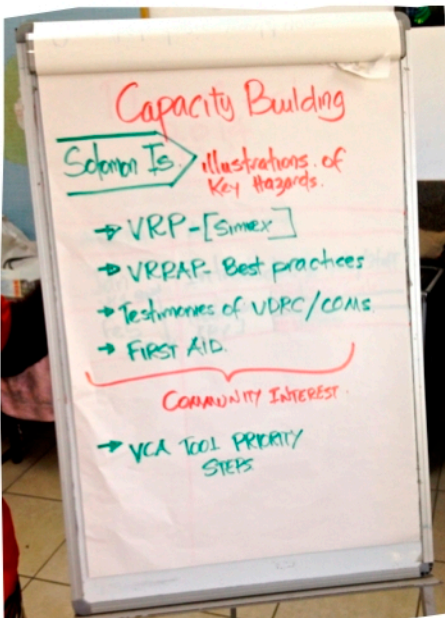 Capacity Building
Solomon Is.
illustrations of
Key Hazards.
→ VRP-[Simex]
→ VRPAP- Best practices
→ Testimonies of VDRC/COMs.
→ FIRST AID.
COMMUNITY INTEREST.
→ VCA TOOL PRIORITY
STEPS.